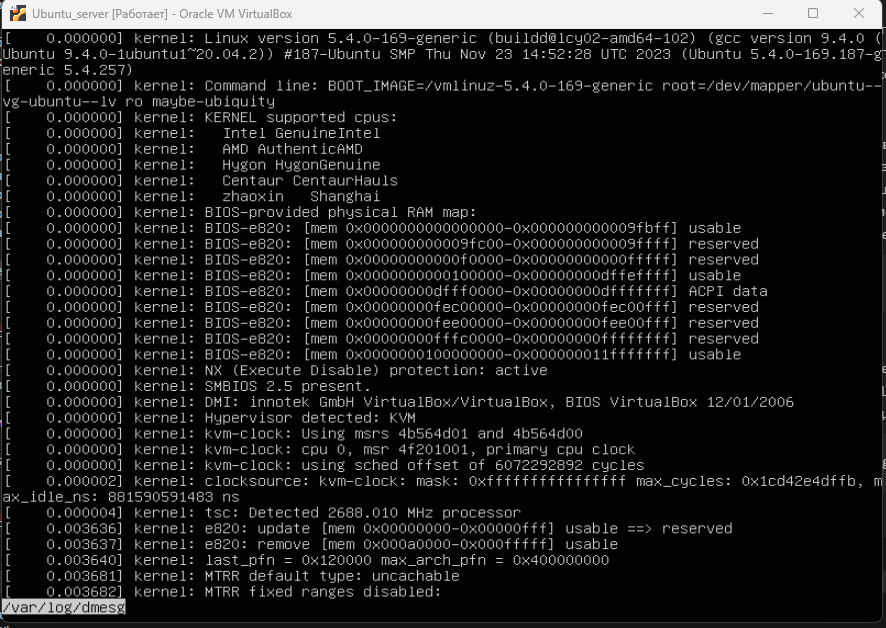 Ubuntu_server [Работает] - Oracle VM VirtualBox
[    0.000000] kernel: Linux version 5.4.0-169-generic (buildd@lcy02-amd64-102) (gcc version 9.4.0 (
Ubuntu 9.4.0-1ubuntu1~20.04.2)) #187-Ubuntu SMP Thu Nov 23 14:52:28 UTC 2023 (Ubuntu 5.4.0-169.187-g
eneric 5.4.257)
[    0.000000] kernel: Command line: BOOT_IMAGE=/vmlinuz-5.4.0-169-generic root=/dev/mapper/ubuntu--
vg-ubuntu--lv ro maybe-ubiquity
[    0.000000] kernel: KERNEL supported cpus:
[    0.000000] kernel:   Intel GenuineIntel
[    0.000000] kernel:   AMD AuthenticAMD
[    0.000000] kernel:   Hygon HygonGenuine
[    0.000000] kernel:   Centaur CentaurHauls
[    0.000000] kernel:   zhaoxin   Shanghai
[    0.000000] kernel: BIOS-provided physical RAM map:
[    0.000000] kernel: BIOS-e820: [mem 0x0000000000000000-0x000000000009fbff] usable
[    0.000000] kernel: BIOS-e820: [mem 0x000000000009fc00-0x000000000009ffff] reserved
[    0.000000] kernel: BIOS-e820: [mem 0x00000000000f0000-0x00000000000fffff] reserved
[    0.000000] kernel: BIOS-e820: [mem 0x0000000000100000-0x00000000dffeffff] usable
[    0.000000] kernel: BIOS-e820: [mem 0x00000000dfff0000-0x00000000dfffffff] ACPI data
[    0.000000] kernel: BIOS-e820: [mem 0x00000000fec00000-0x00000000fec00fff] reserved
[    0.000000] kernel: BIOS-e820: [mem 0x00000000fee00000-0x00000000fee00fff] reserved
[    0.000000] kernel: BIOS-e820: [mem 0x00000000fffc0000-0x00000000ffffffff] reserved
[    0.000000] kernel: BIOS-e820: [mem 0x0000000100000000-0x000000011fffffff] usable
[    0.000000] kernel: NX (Execute Disable) protection: active
[    0.000000] kernel: SMBIOS 2.5 present.
[    0.000000] kernel: DMI: innotek GmbH VirtualBox/VirtualBox, BIOS VirtualBox 12/01/2006
[    0.000000] kernel: Hypervisor detected: KVM
[    0.000000] kernel: kvm-clock: Using msrs 4b564d01 and 4b564d00
[    0.000000] kernel: kvm-clock: cpu 0, msr 4f201001, primary cpu clock
[    0.000000] kernel: kvm-clock: using sched offset of 6072292892 cycles
[    0.000002] kernel: clocksource: kvm-clock: mask: 0xffffffffffffffff max_cycles: 0x1cd42e4dffb, m
ax_idle_ns: 881590591483 ns
[    0.000004] kernel: tsc: Detected 2688.010 MHz processor
[    0.003636] kernel: e820: update [mem 0x00000000-0x00000fff] usable ==> reserved
[    0.003637] kernel: e820: remove [mem 0x000a0000-0x000fffff] usable
[    0.003640] kernel: last_pfn = 0x120000 max_arch_pfn = 0x400000000
[    0.003681] kernel: MTRR default type: uncachable
[    0.003682] kernel: MTRR fixed ranges disabled:
/var/log/dmesg